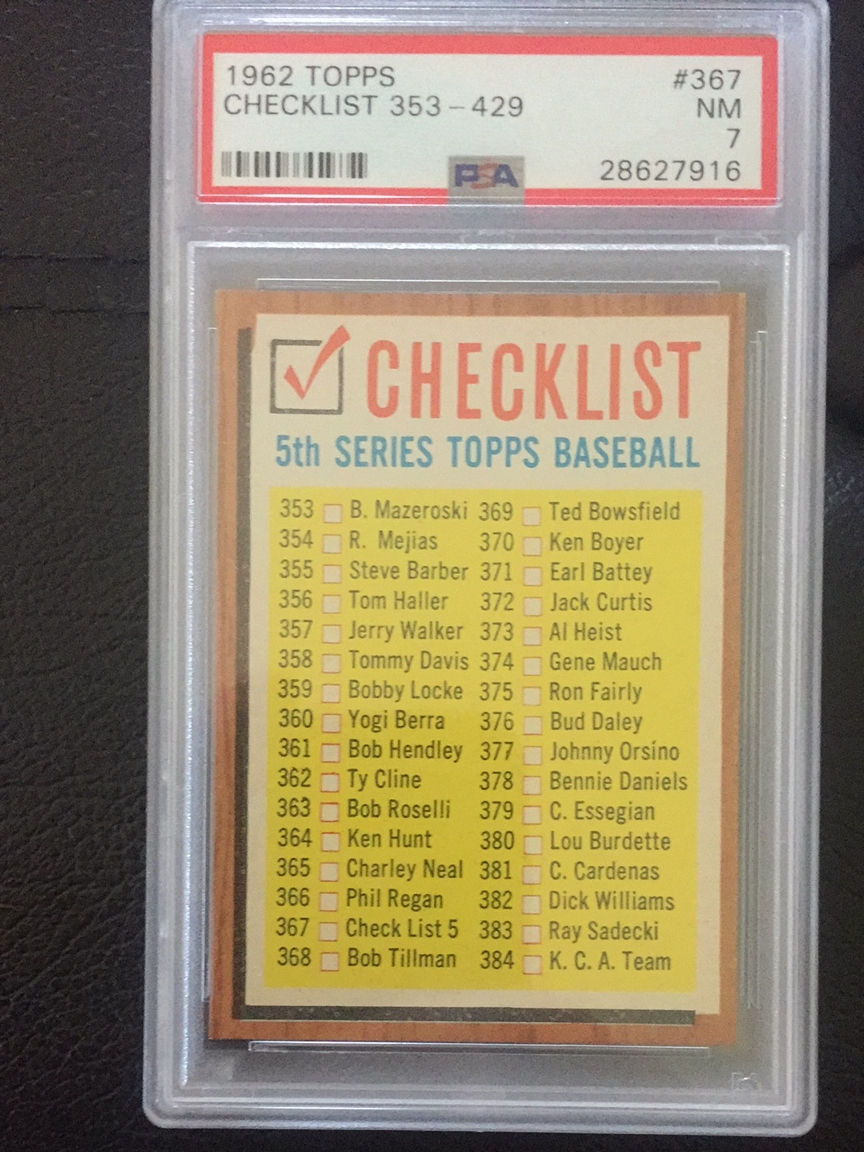 1962 TOPPS #367
CHECKLIST 353 - 429 NM
7
PSA 28627916
CHECKLIST
5th SERIES TOPPS BASEBALL
353 B. Mazeroski 369 Ted Bowsfield
354 R. Mejias 370 Ken Boyer
355 Steve Barber 371 Earl Battey
356 Tom Haller 372 Jack Curtis
357 Jerry Walker 373 Al Heist
358 Tommy Davis 374 Gene Mauch
359 Bobby Locke 375 Ron Fairly
360 Yogi Berra 376 Bud Daley
361 Bob Hendley 377 Johnny Orsino
362 Ty Cline 378 Bennie Daniels
363 Bob Roselli 379 C. Essegian
364 Ken Hunt 380 Lou Burdette
365 Charley Neal 381 C. Cardenas
366 Phil Regan 382 Dick Williams
367 Check List 5 383 Ray Sadecki
368 Bob Tillman 384 K. C. A. Team